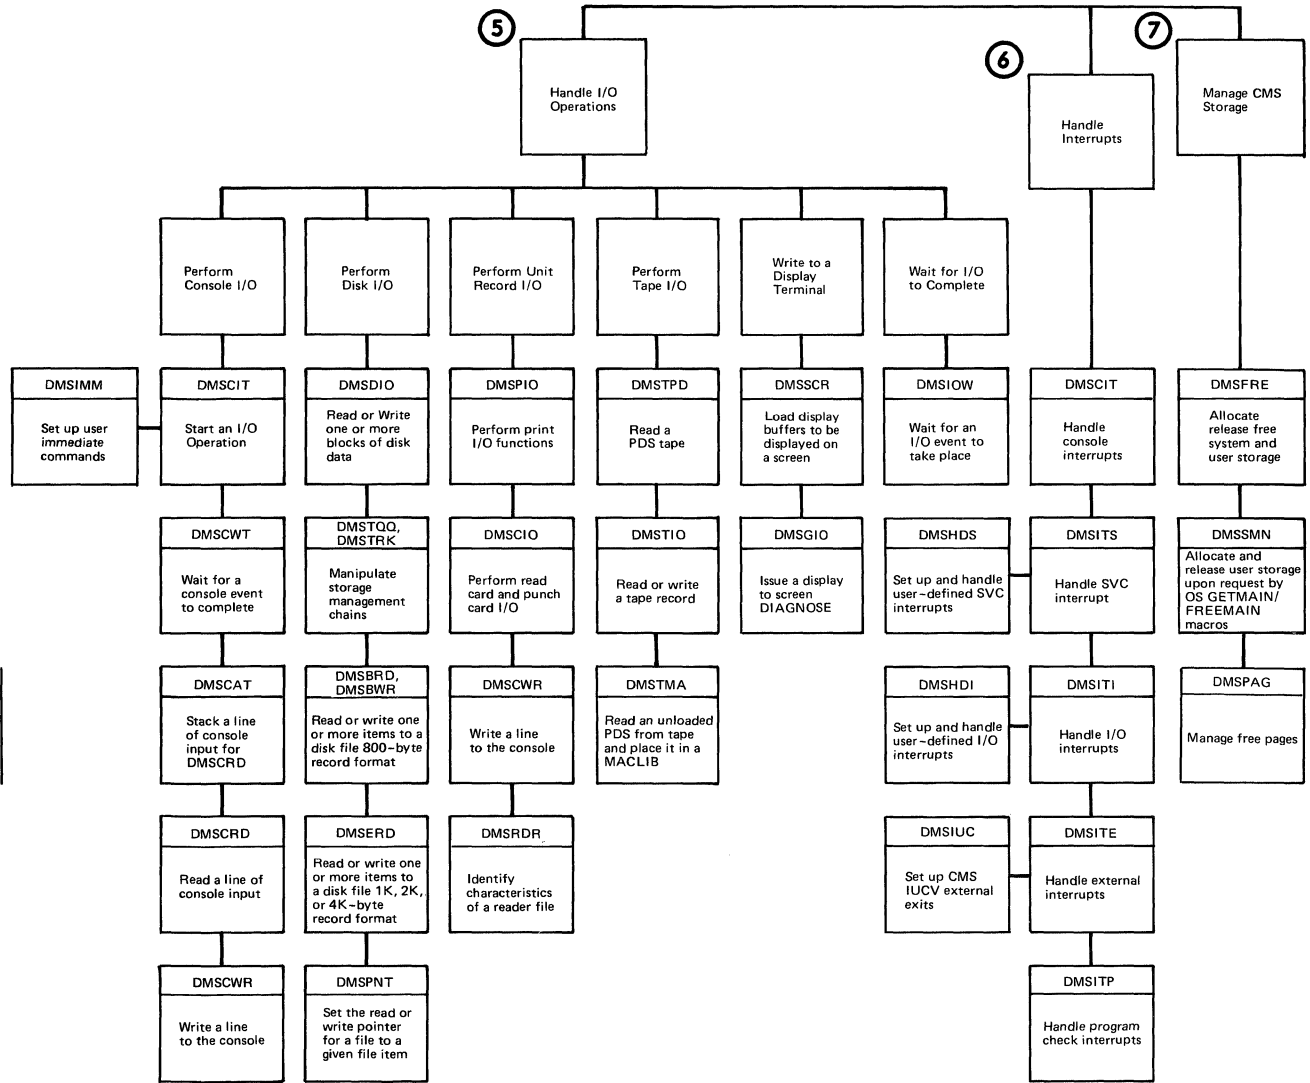 5
Handle I/O
Operations
6
Handle
Interrupts
7
Manage CMS
Storage
Perform
Console I/O
Perform
Disk I/O
Perform Unit
Record I/O
Perform
Tape I/O
Write to a
Display
Terminal
Wait for I/O
to Complete
DMSIMM
Set up user
immediate
commands
DMSCIT
Start an I/O
Operation
DMSDIO
Read or Write
one or more
blocks of disk
data
DMSPIO
Perform print
I/O functions
DMSTPD
Read a
PDS tape
DMSSCR
Load display
buffers to be
displayed on
a screen
DMSIOW
Wait for an
I/O event to
take place
DMSCIT
Handle
console
interrupts
DMSFRE
Allocate
release free
system and
user storage
DMSCWT
Wait for a
console event
to complete
DMSTQQ,
DMSTRK
Manipulate
storage
management
chains
DMSCIO
Perform read
card and punch
card I/O
DMSTIO
Read or write
a tape record
DMSGIO
Issue a display
to screen
DIAGNOSE
DMSHDS
Set up and handle
user-defined SVC
interrupts
DMSITS
Handle SVC
interrupt
DMSSMN
Allocate and
release user storage
upon request by
OS GETMAIN/
FREEMAIN
macros
DMSCAT
Stack a line
of console
input for
DMSCRD
DMSBRD,
DMSBWR
Read or write one
or more items to a
disk file 800-byte
record format
DMSCWR
Write a line
to the console
DMSTMA
Read an unloaded
PDS from tape
and place it in a
MACLIB
DMSHDI
Set up and handle
user-defined I/O
interrupts
DMSITI
Handle I/O
interrupts
DMSPAG
Manage free pages
DMSCRD
Read a line of
console input
DMSERD
Read or write one
or more items to
a disk file 1K, 2K,
or 4K-byte
record format
DMSRDR
Identify
characteristics
of a reader file
DMSIUC
Set up CMS
IUCV external
exits
DMSITE
Handle external
interrupts
DMSCWR
Write a line
to the console
DMSPNT
Set the read or
write pointer
for a file to a
given file item
DMSITP
Handle program
check interrupts